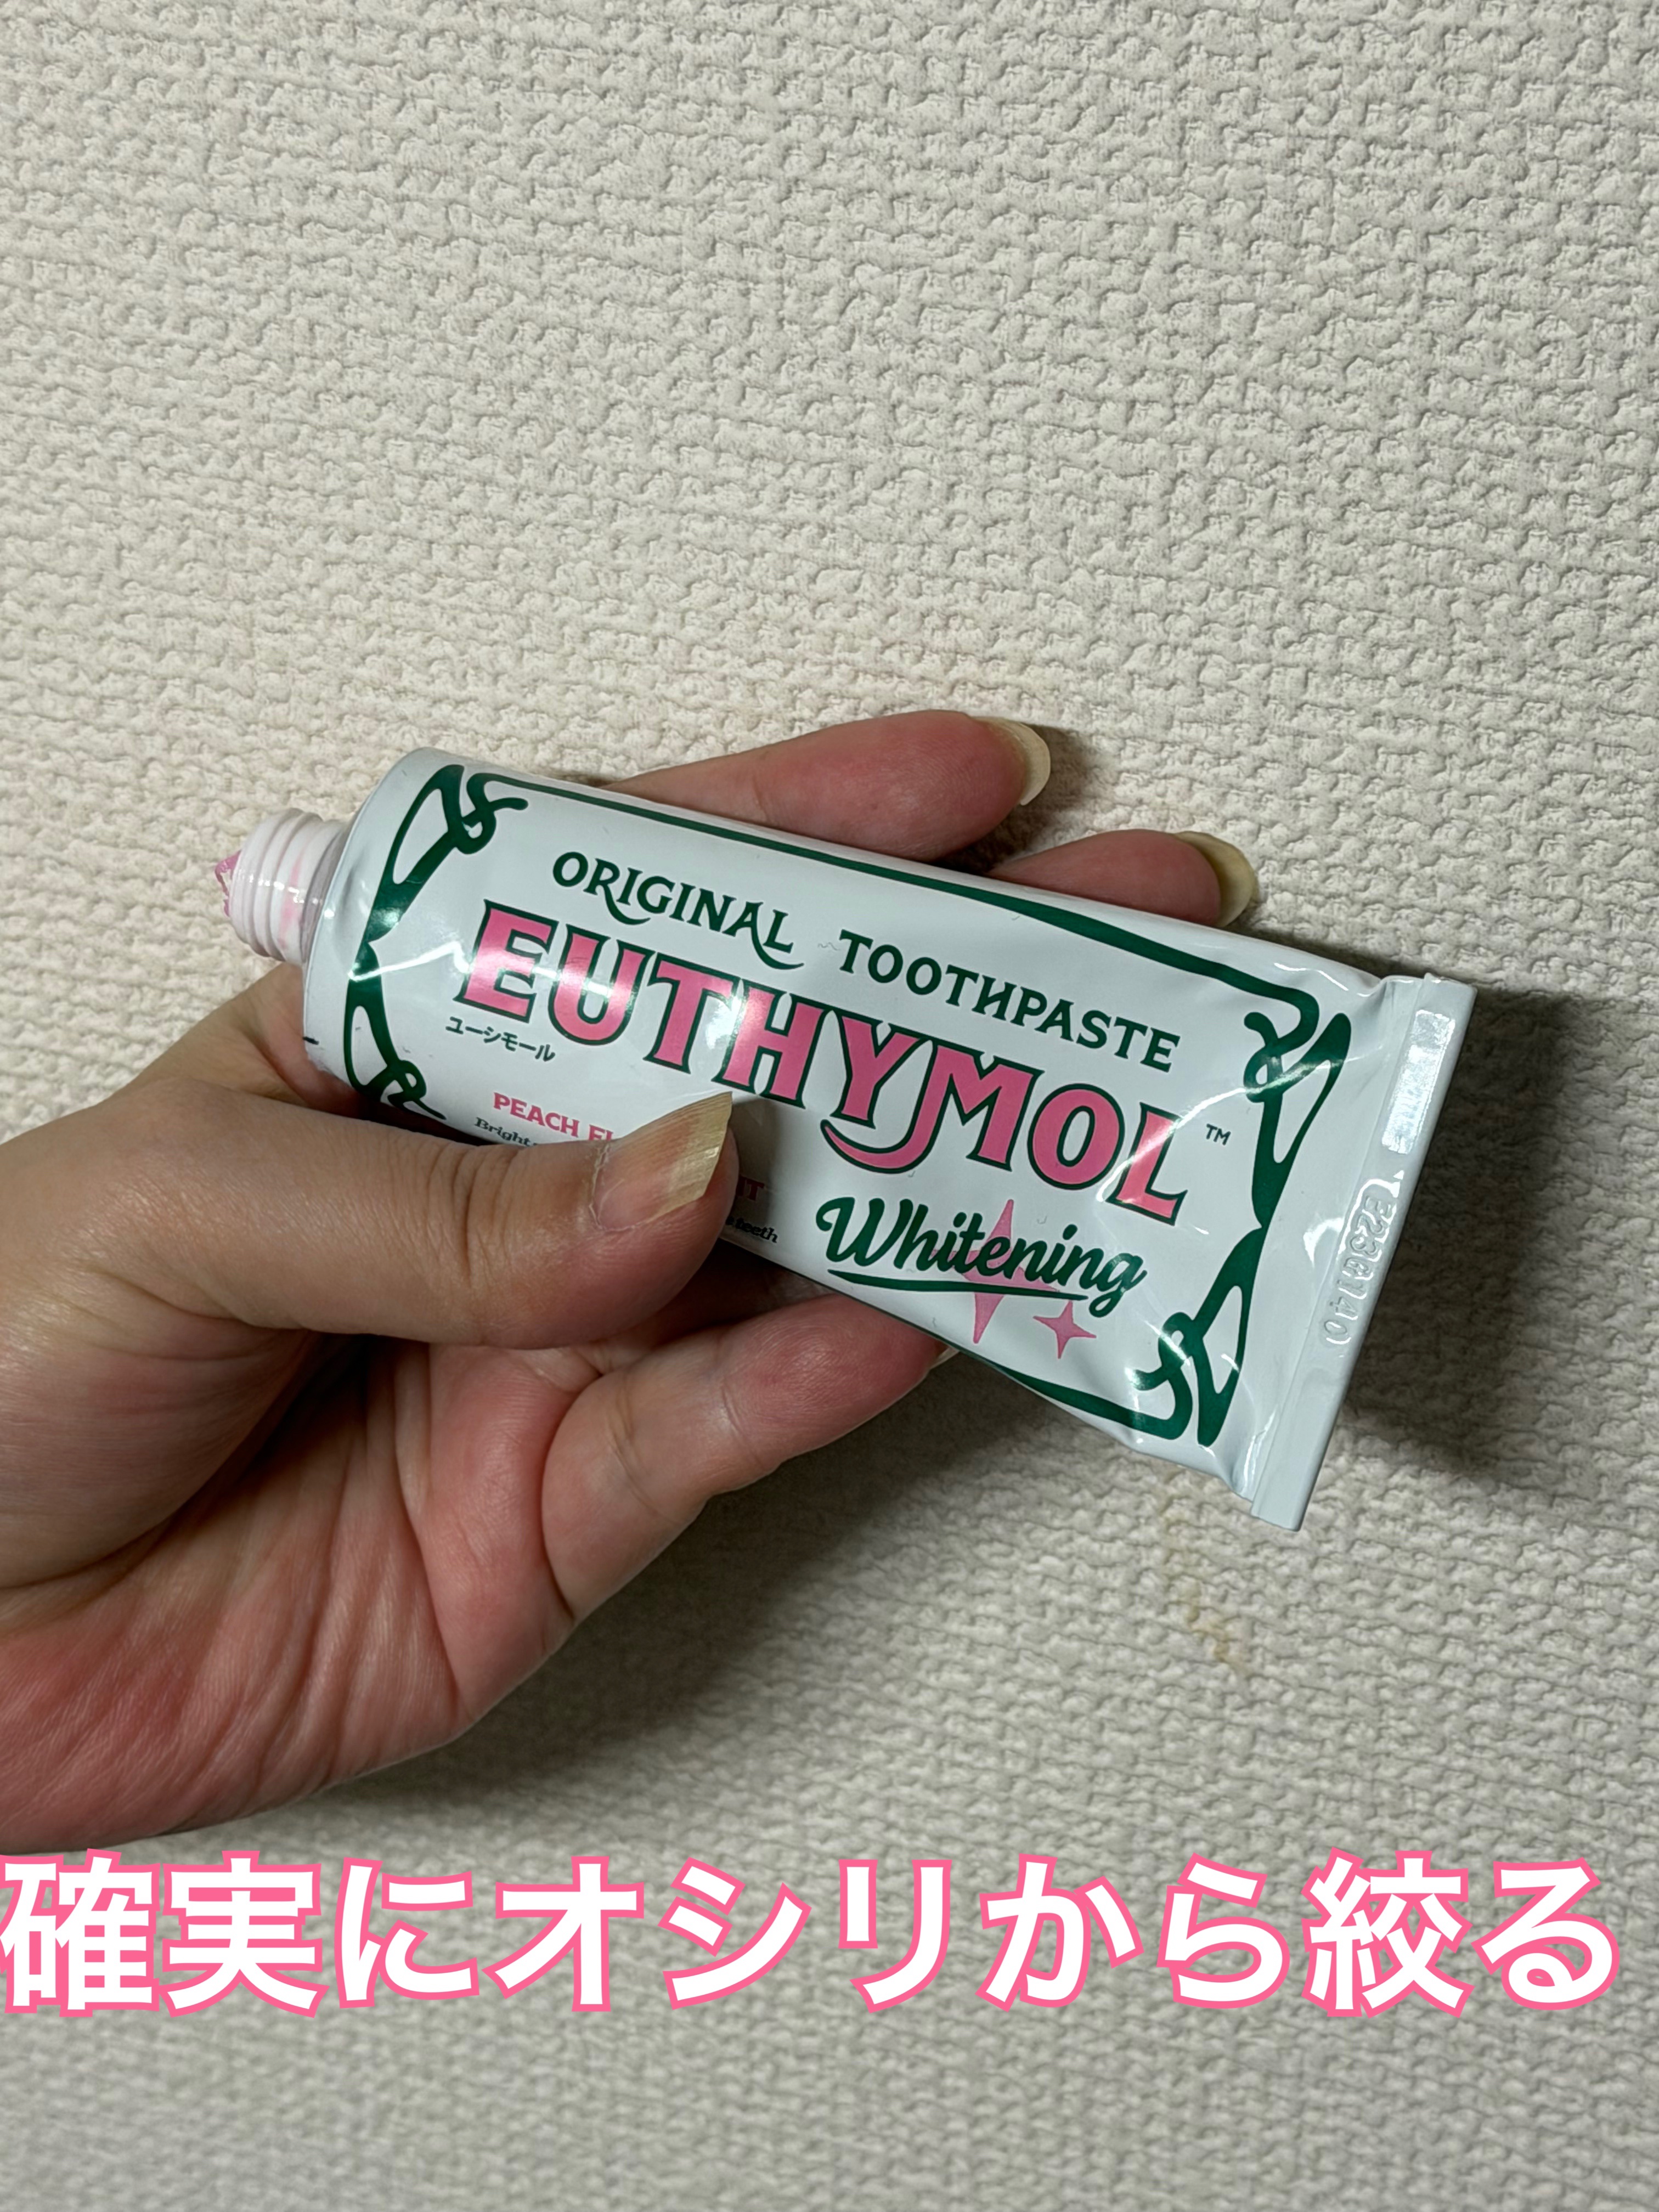 ORIGINAL TOOTHPASTE
EUTHYMOL™
ユーシモール
PEACH
Whitening
teeth
確実にオシリから絞る